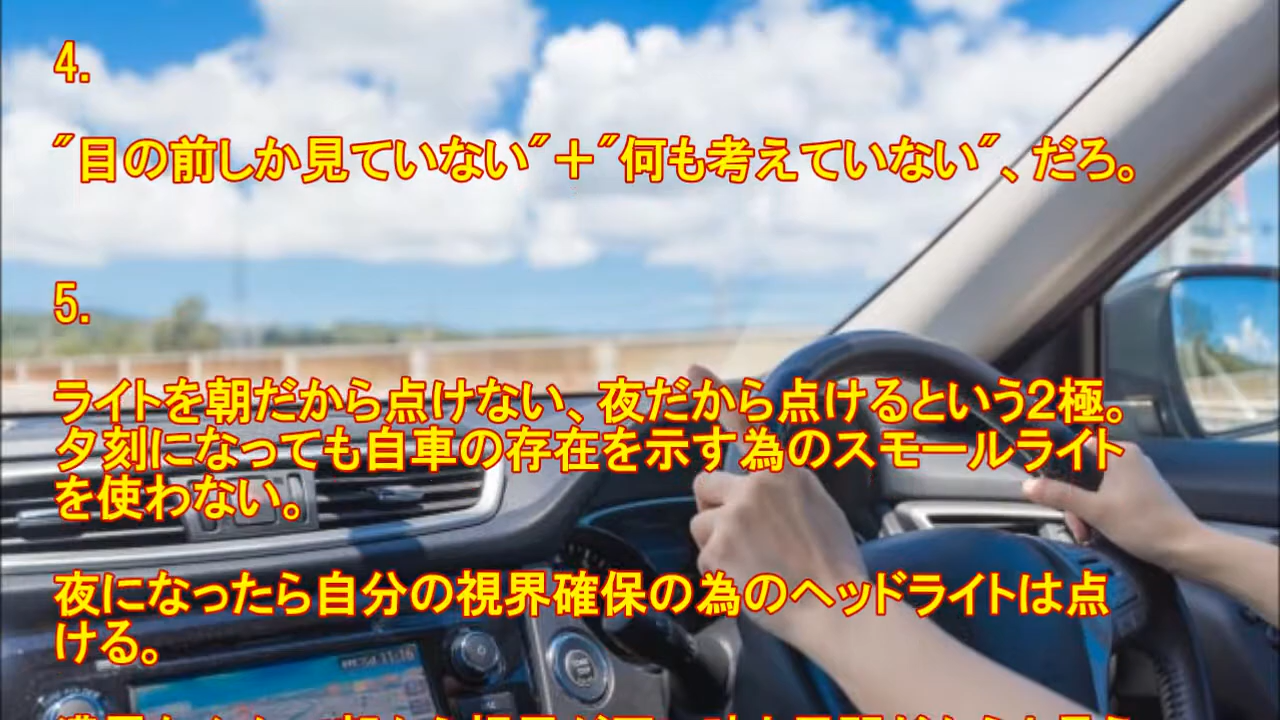 4.
"目の前しか見ていない"＋"何も考えていない"、だろ。
5.
ライトを朝だから点けない、夜だから点けるという2極。
夕刻になっても自車の存在を示す為のスモールライト
を使わない。
夜になったら自分の視界確保の為のヘッドライトは点
ける。